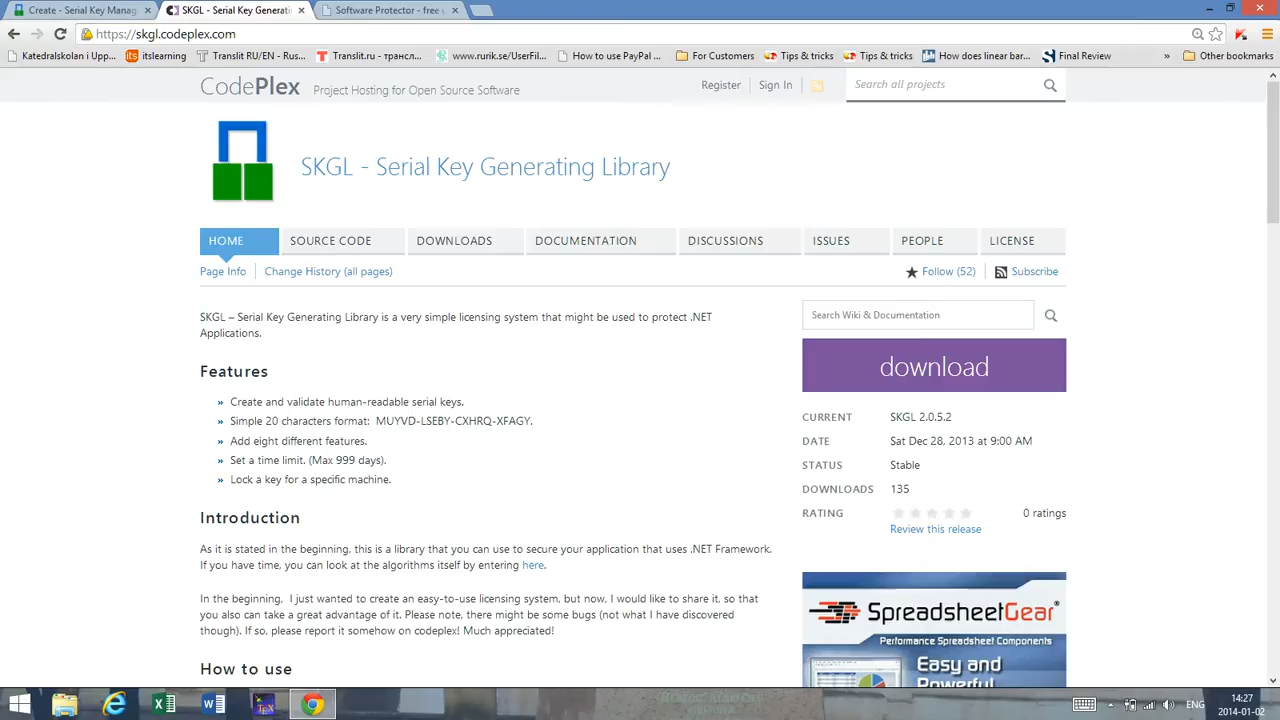 Create - Serial Key Manag
SKGL - Serial Key Generati
Software Protector - free
https://skgl.codeplex.com
Katedralskolan i Upp...
its itslearning
Turik RU/EN - Rus...
T Translit.ru - трансл...
www.rurik.se/UserFil...
How to use PayPal ...
For Customers
Tips & tricks
Tips & tricks
How does linear bar...
Final Review
»
Other bookmarks
CodePlex Project Hosting for Open Source Software
Register
Sign In
Search all projects
SKGL - Serial Key Generating Library
HOME
SOURCE CODE
DOWNLOADS
DOCUMENTATION
DISCUSSIONS
ISSUES
PEOPLE
LICENSE
Page Info
Change History (all pages)
Follow (52)
Subscribe
SKGL – Serial Key Generating Library is a very simple licensing system that might be used to protect .NET
Applications.
Features
» Create and validate human-readable serial keys.
» Simple 20 characters format: MUYVD-LSEBY-CXHRQ-XFAGY.
» Add eight different features.
» Set a time limit. (Max 999 days).
» Lock a key for a specific machine.
Introduction
As it is stated in the beginning, this is a library that you can use to secure your application that uses .NET Framework.
If you have time, you can look at the algorithms itself by entering here.
In the beginning, I just wanted to create an easy-to-use licensing system, but now, I would like to share it, so that
you also can take a great advantage of it. Please note, there might be some bugs (not what I have discovered
though). If so, please report it somehow on codeplex! Much appreciated!
How to use
Search Wiki & Documentation
download
CURRENT SKGL 2.0.5.2
DATE Sat Dec 28, 2013 at 9:00 AM
STATUS Stable
DOWNLOADS 135
RATING 0 ratings
Review this release
SpreadsheetGear®
Performance Spreadsheet Components
Easy and
Powerful
ENG
14:27
2014-01-02